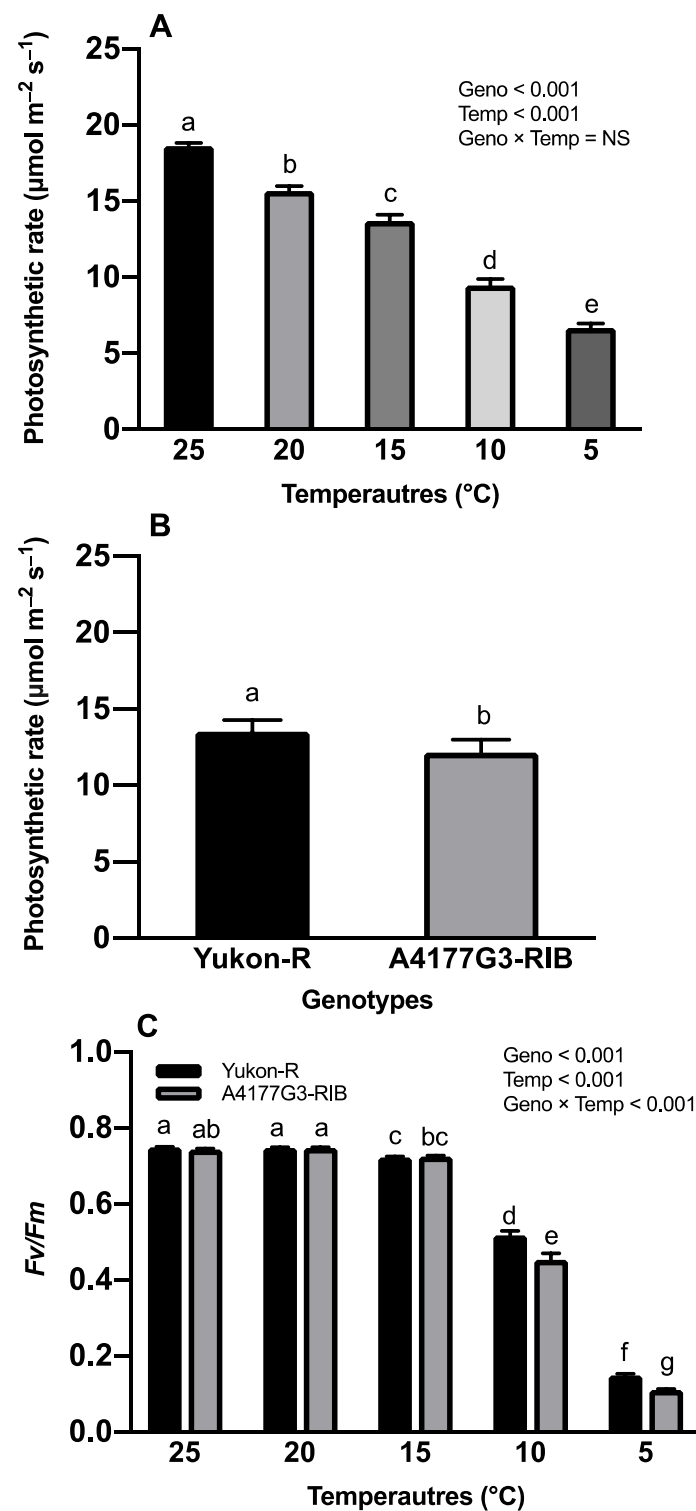 A
Photosynthetic rate (µmol m⁻² s⁻¹)
25
20
15
10
5
0
Geno < 0.001
Temp < 0.001
Geno × Temp = NS
a
b
c
d
e
25 20 15 10 5
Temperautres (°C)
B
Photosynthetic rate (µmol m⁻² s⁻¹)
25
20
15
10
5
0
a
b
Yukon-R A4177G3-RIB
Genotypes
C
Fv/Fm
1.0
0.8
0.6
0.4
0.2
0.0
Yukon-R
A4177G3-RIB
Geno < 0.001
Temp < 0.001
Geno × Temp < 0.001
a ab a a c bc
d
e
f
g
25 20 15 10 5
Temperautres (°C)